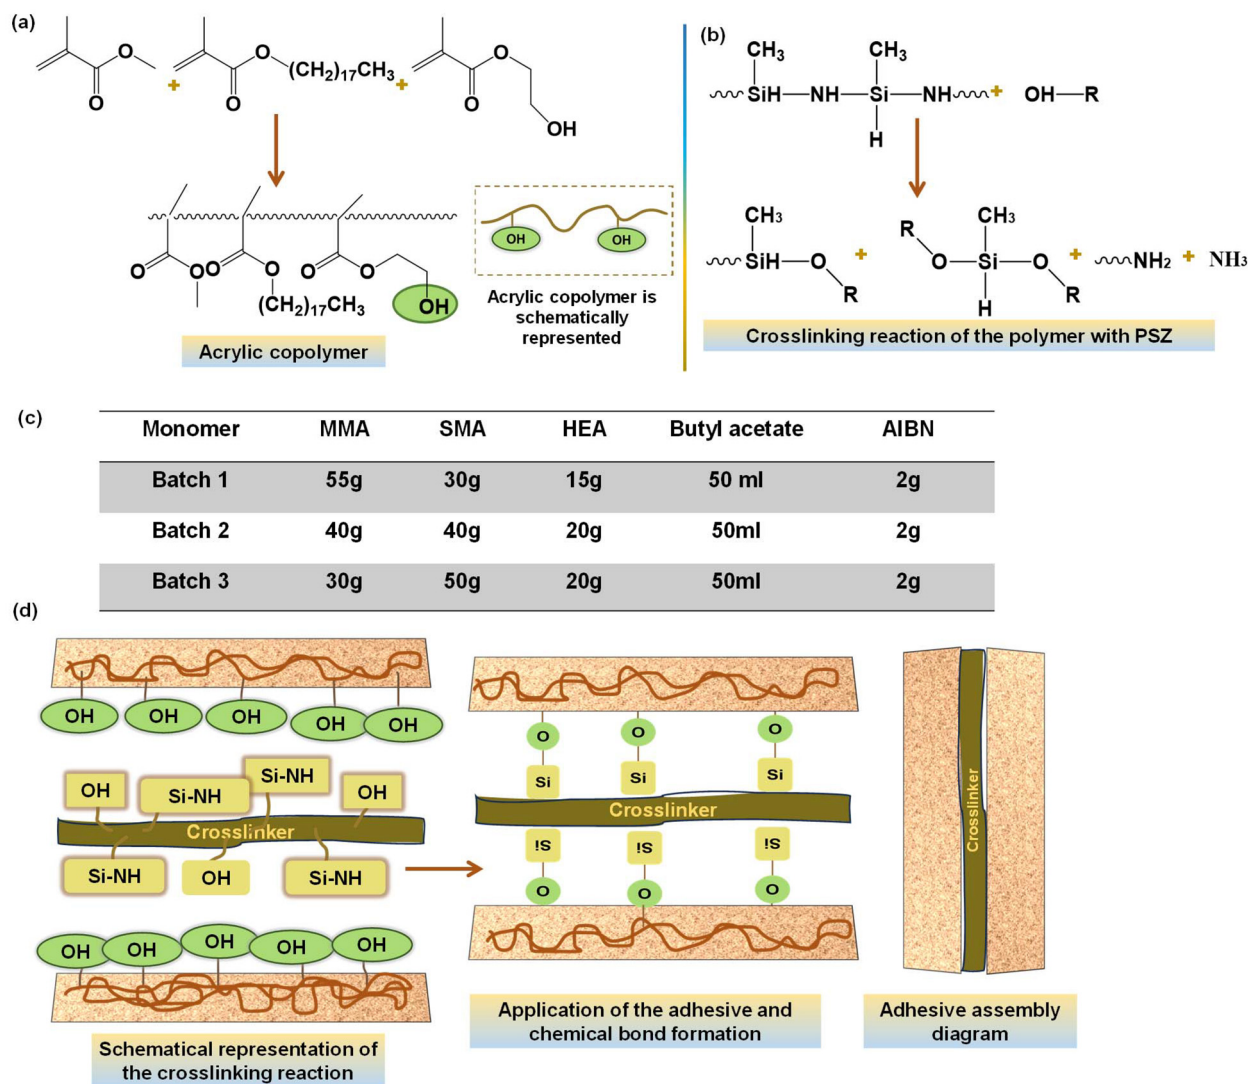 (a)
O
O
O
O
(CH₂)₁₇CH₃
O
O
OH
OH
OH
O
O
O
O
O
O
(CH₂)₁₇CH₃
OH
Acrylic copolymer is
schematically
represented
Acrylic copolymer
(b)
CH₃
CH₃
SiH
NH
Si
NH
OH
R
H
CH₃
CH₃
R
SiH
O
O
Si
O
NH₂
NH₃
R
H
R
Crosslinking reaction of the polymer with PSZ
(c)
Monomer MMA SMA HEA Butyl acetate AIBN
Batch 1 55g 30g 15g 50 ml 2g
Batch 2 40g 40g 20g 50ml 2g
Batch 3 30g 50g 20g 50ml 2g
(d)
OH OH OH OH OH
OH Si-NH Si-NH OH
Crosslinker
Si-NH OH Si-NH
OH OH OH OH OH
Schematical representation of
the crosslinking reaction
O O O
Si Si Si
Crosslinker
Si Si Si
O O O
Application of the adhesive and
chemical bond formation
Crosslinker
Adhesive assembly
diagram